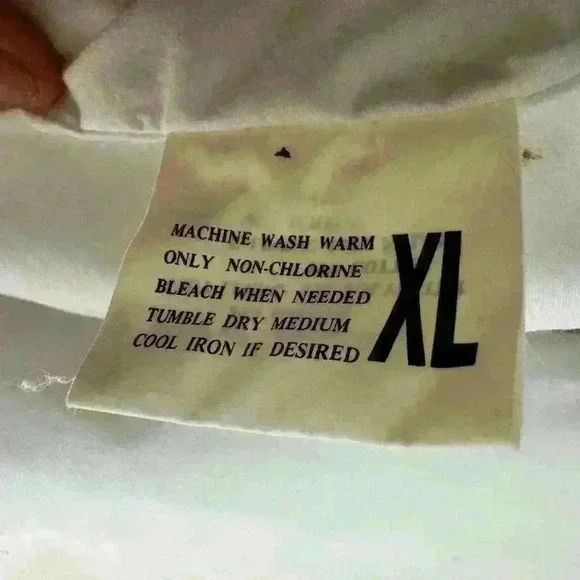 MACHINE WASH WARM
ONLY NON-CHLORINE
BLEACH WHEN NEEDED
TUMBLE DRY MEDIUM
COOL IRON IF DESIRED
XL